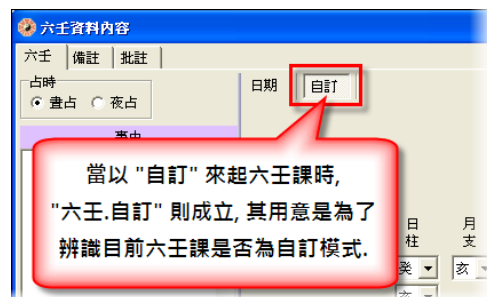 六壬資料內容
六壬 備註 批註
占時
晝占 夜占
日期 自訂
事由
當以 "自訂" 來起六壬課時,
"六壬.自訂" 則成立, 其用意是為了
辨識目前六壬課是否為自訂模式.
日 月
柱 支
癸 亥
亥